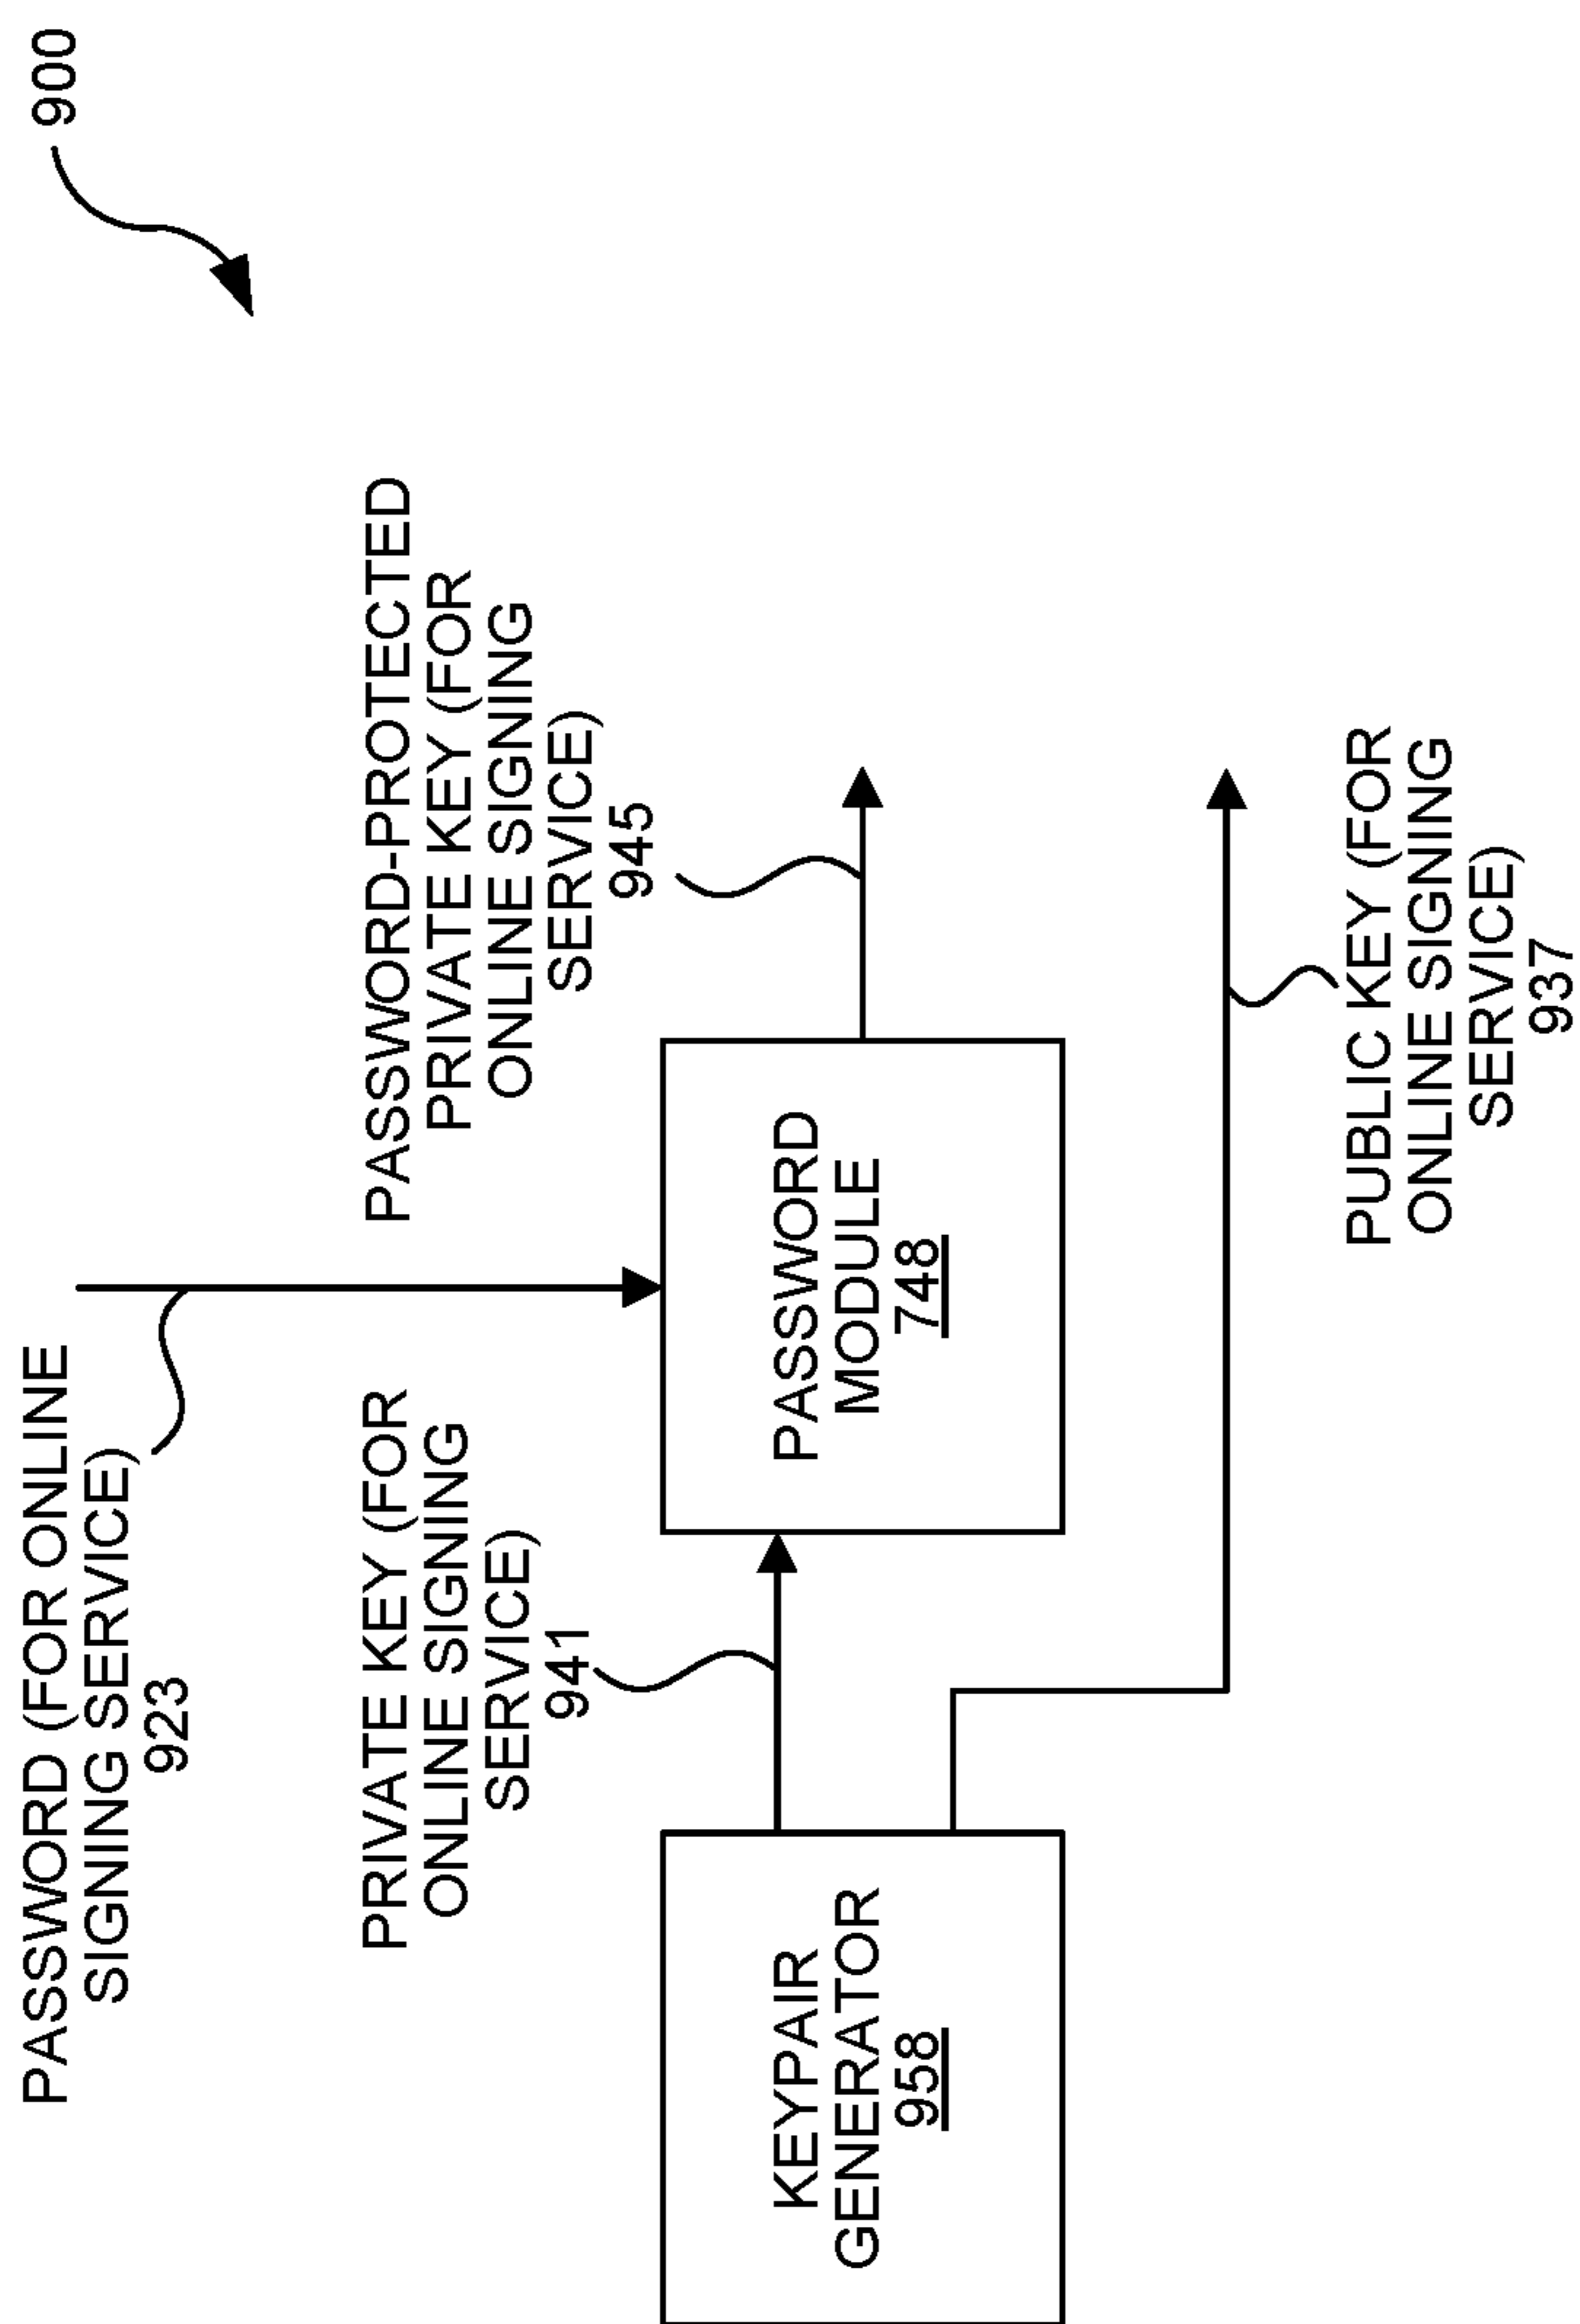 900
PASSWORD (FOR ONLINE
SIGNING SERVICE)
923
PRIVATE KEY (FOR
ONLINE SIGNING
SERVICE)
941
PASSWORD-PROTECTED
PRIVATE KEY (FOR
ONLINE SIGNING
SERVICE)
945
KEYPAIR
GENERATOR
958
PASSWORD
MODULE
748
PUBLIC KEY (FOR
ONLINE SIGNING
SERVICE)
937